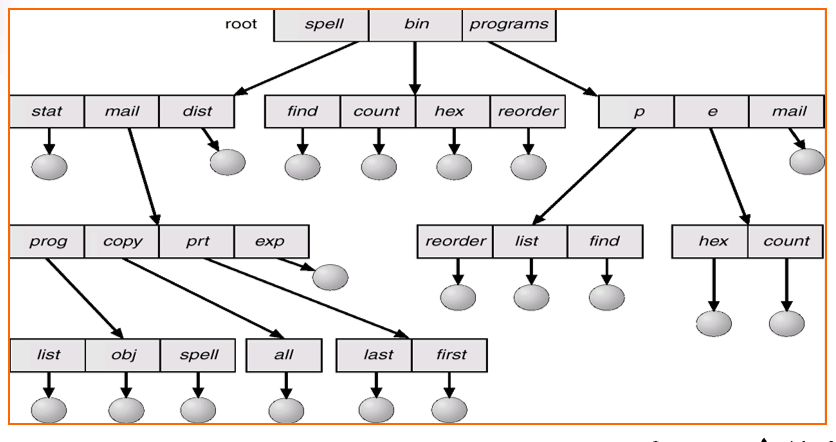 root spell bin programs
stat mail dist find count hex reorder p e mail
prog copy prt exp reorder list find hex count
list obj spell all last first